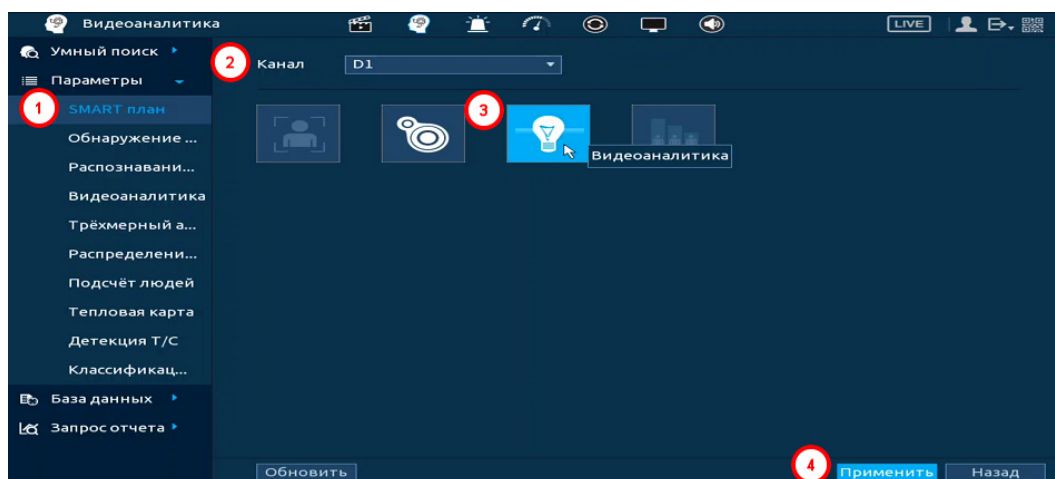 Видеоаналитика
LIVE
Умный поиск
Параметры
1
SMART план
Обнаружение ...
Распознавани...
Видеоаналитика
Трёхмерный а...
Распределени...
Подсчёт людей
Тепловая карта
Детекция Т/С
Классификац...
База данных
Запрос отчета
2
Канал
D1
3
Видеоаналитика
Обновить
4
Применить
Назад